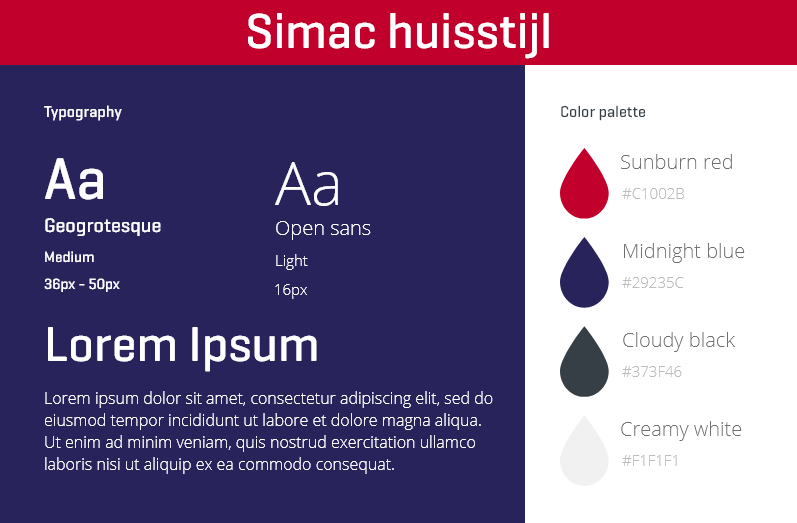 Simac huisstijl
Typography
Aa
Geogrotesque
Medium
36px - 50px
Aa
Open sans
Light
16px
Lorem Ipsum
Lorem ipsum dolor sit amet, consectetur adipiscing elit, sed do
eiusmod tempor incididunt ut labore et dolore magna aliqua.
Ut enim ad minim veniam, quis nostrud exercitation ullamco
laboris nisi ut aliquip ex ea commodo consequat.
Color palette
Sunburn red
#C1002B
Midnight blue
#29235C
Cloudy black
#373F46
Creamy white
#F1F1F1